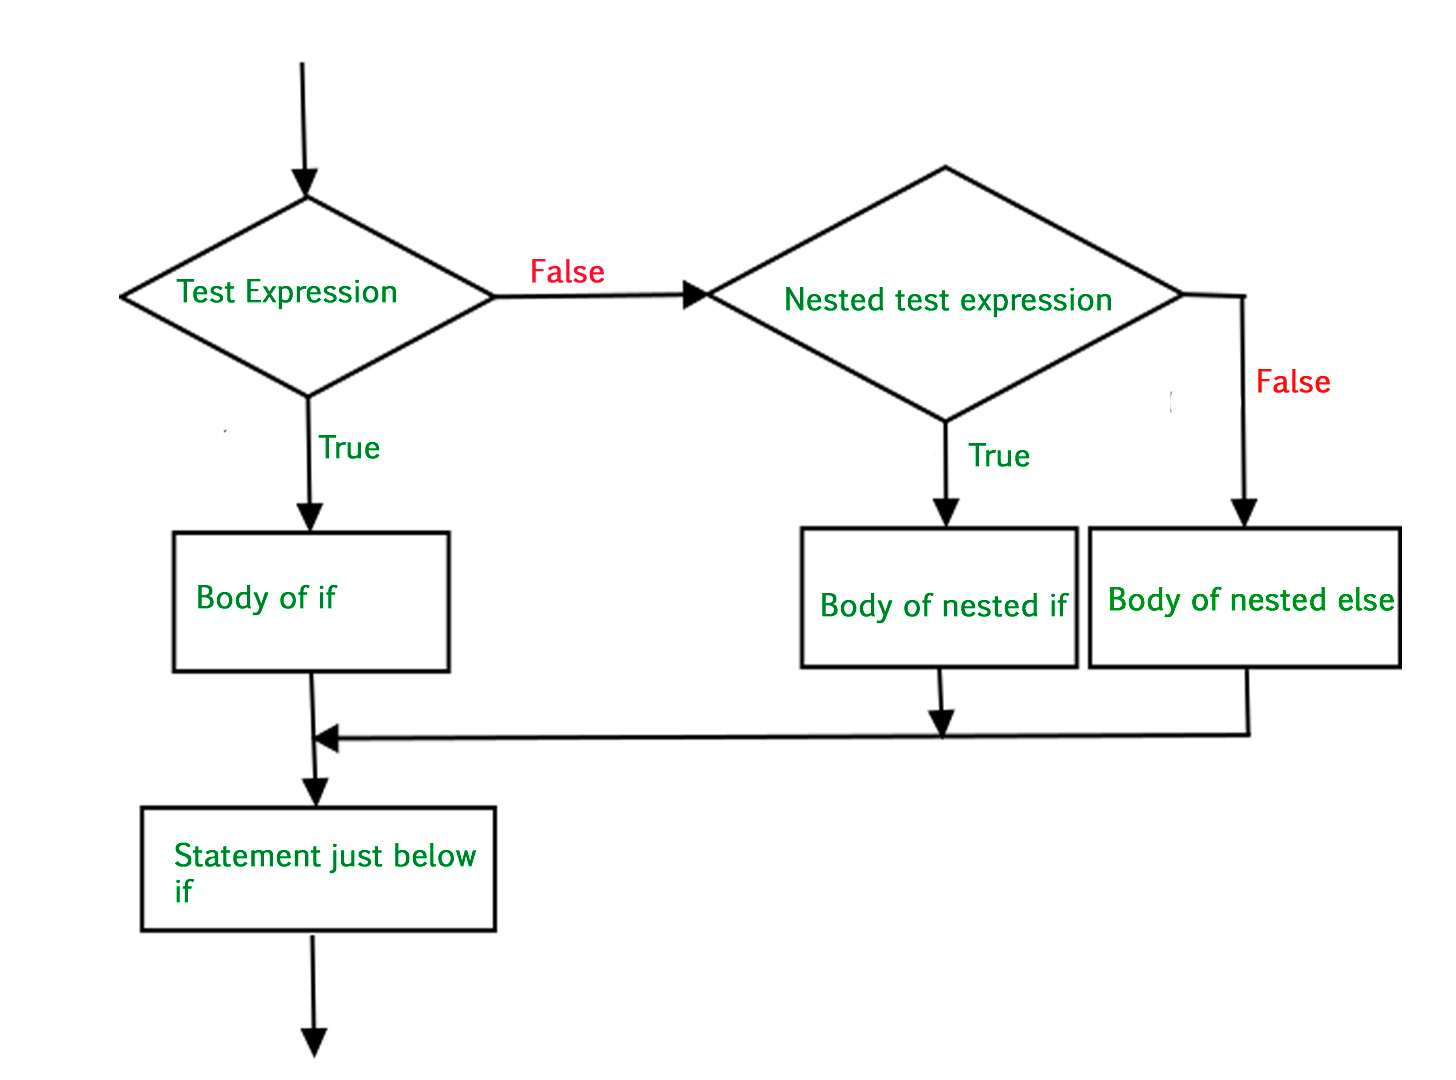 Test Expression
False
Nested test expression
False
True
True
Body of if
Body of nested if
Body of nested else
Statement just below
if